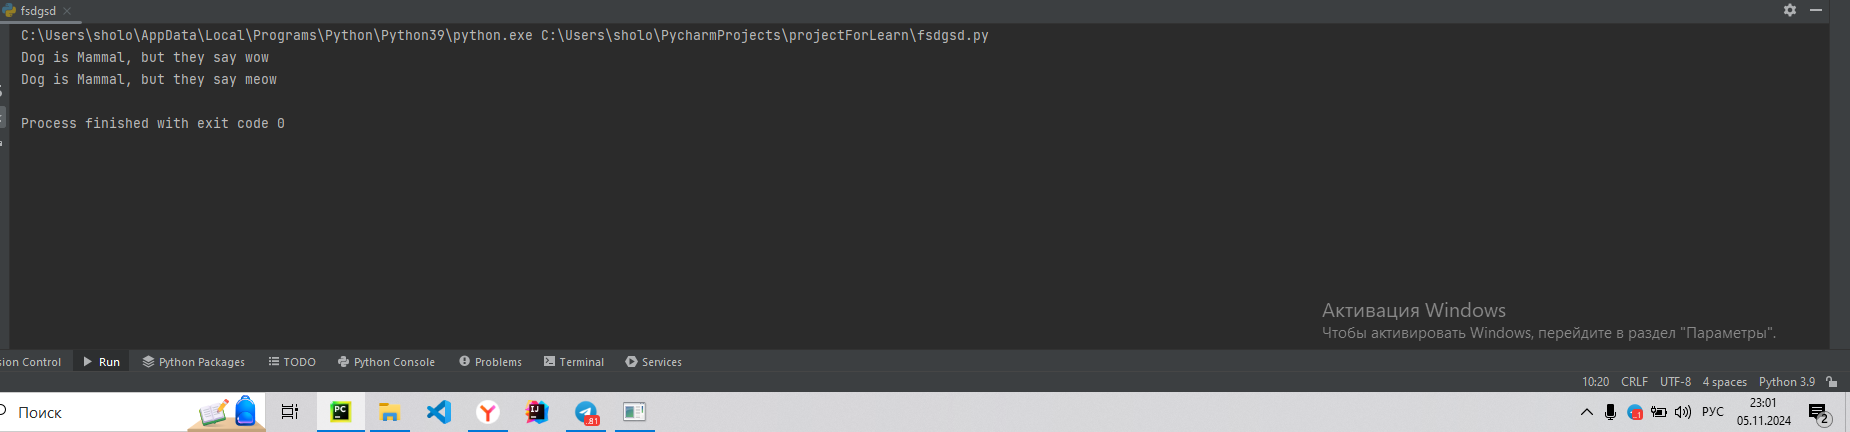 fsdgsd
C:\Users\sholo\AppData\Local\Programs\Python\Python39\python.exe C:\Users\sholo\PycharmProjects\projectForLearn\fsdgsd.py
Dog is Mammal, but they say wow
Dog is Mammal, but they say meow
Process finished with exit code 0
Активация Windows
Чтобы активировать Windows, перейдите в раздел "Параметры".
sion Control Run Python Packages TODO Python Console Problems Terminal Services
10:20 CRLF UTF-8 4 spaces Python 3.9
Поиск PC Y IJ 81 РУС 23:01
05.11.2024 2